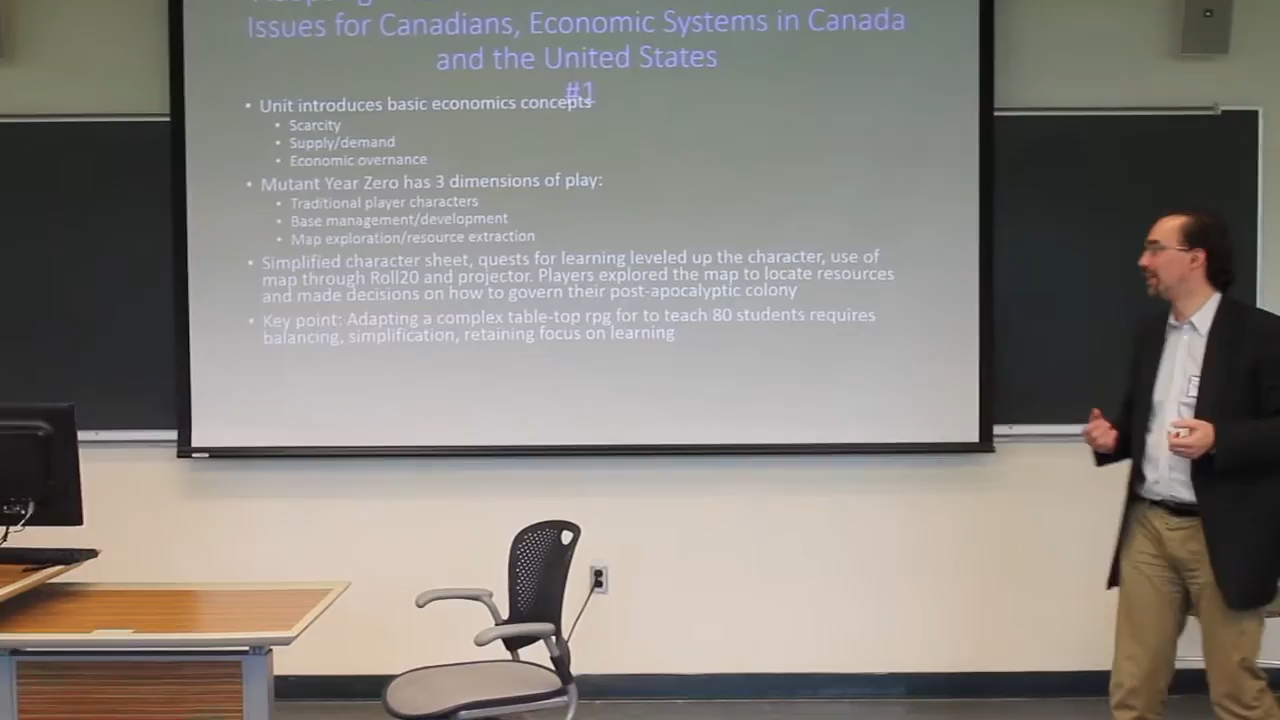 Issues for Canadians, Economic Systems in Canada
and the United States
#1
• Unit introduces basic economics concepts
• Scarcity
• Supply/demand
• Economic overnance
• Mutant Year Zero has 3 dimensions of play:
• Traditional player characters
• Base management/development
• Map exploration/resource extraction
• Simplified character sheet, quests for learning leveled up the character, use of
map through Roll20 and projector. Players explored the map to locate resources
and made decisions on how to govern their post-apocalyptic colony
• Key point: Adapting a complex table-top rpg for to teach 80 students requires
balancing, simplification, retaining focus on learning